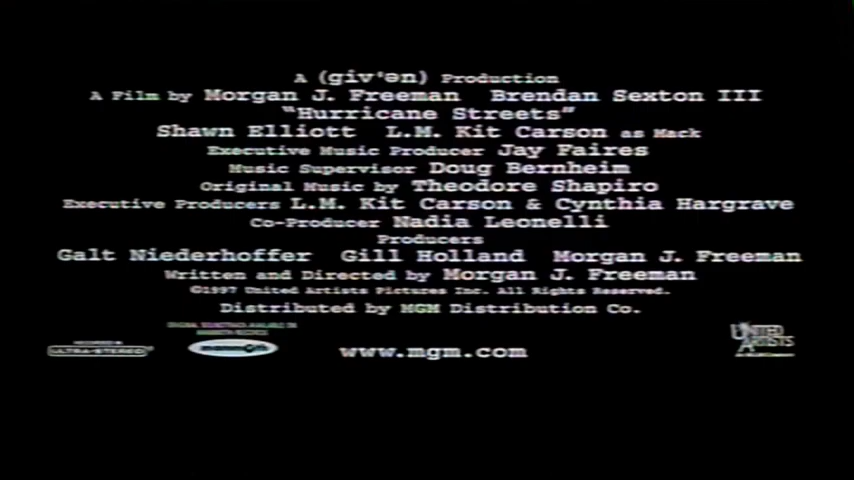 A (giv'ən) Production
A Film by Morgan J. Freeman Brendan Sexton III
"Hurricane Streets"
Shawn Elliott L.M. Kit Carson as Mack
Executive Music Producer Jay Faires
Music Supervisor Doug Bernheim
Original Music by Theodore Shapiro
Executive Producers L.M. Kit Carson & Cynthia Hargrave
Co-Producer Nadia Leonelli
Producers
Galt Niederhoffer Gill Holland Morgan J. Freeman
Written and Directed by Morgan J. Freeman
©1997 United Artists Pictures Inc. All Rights Reserved.
Distributed by MGM Distribution Co.
ULTRA-STEREO
www.mgm.com
UNITED
ARTISTS